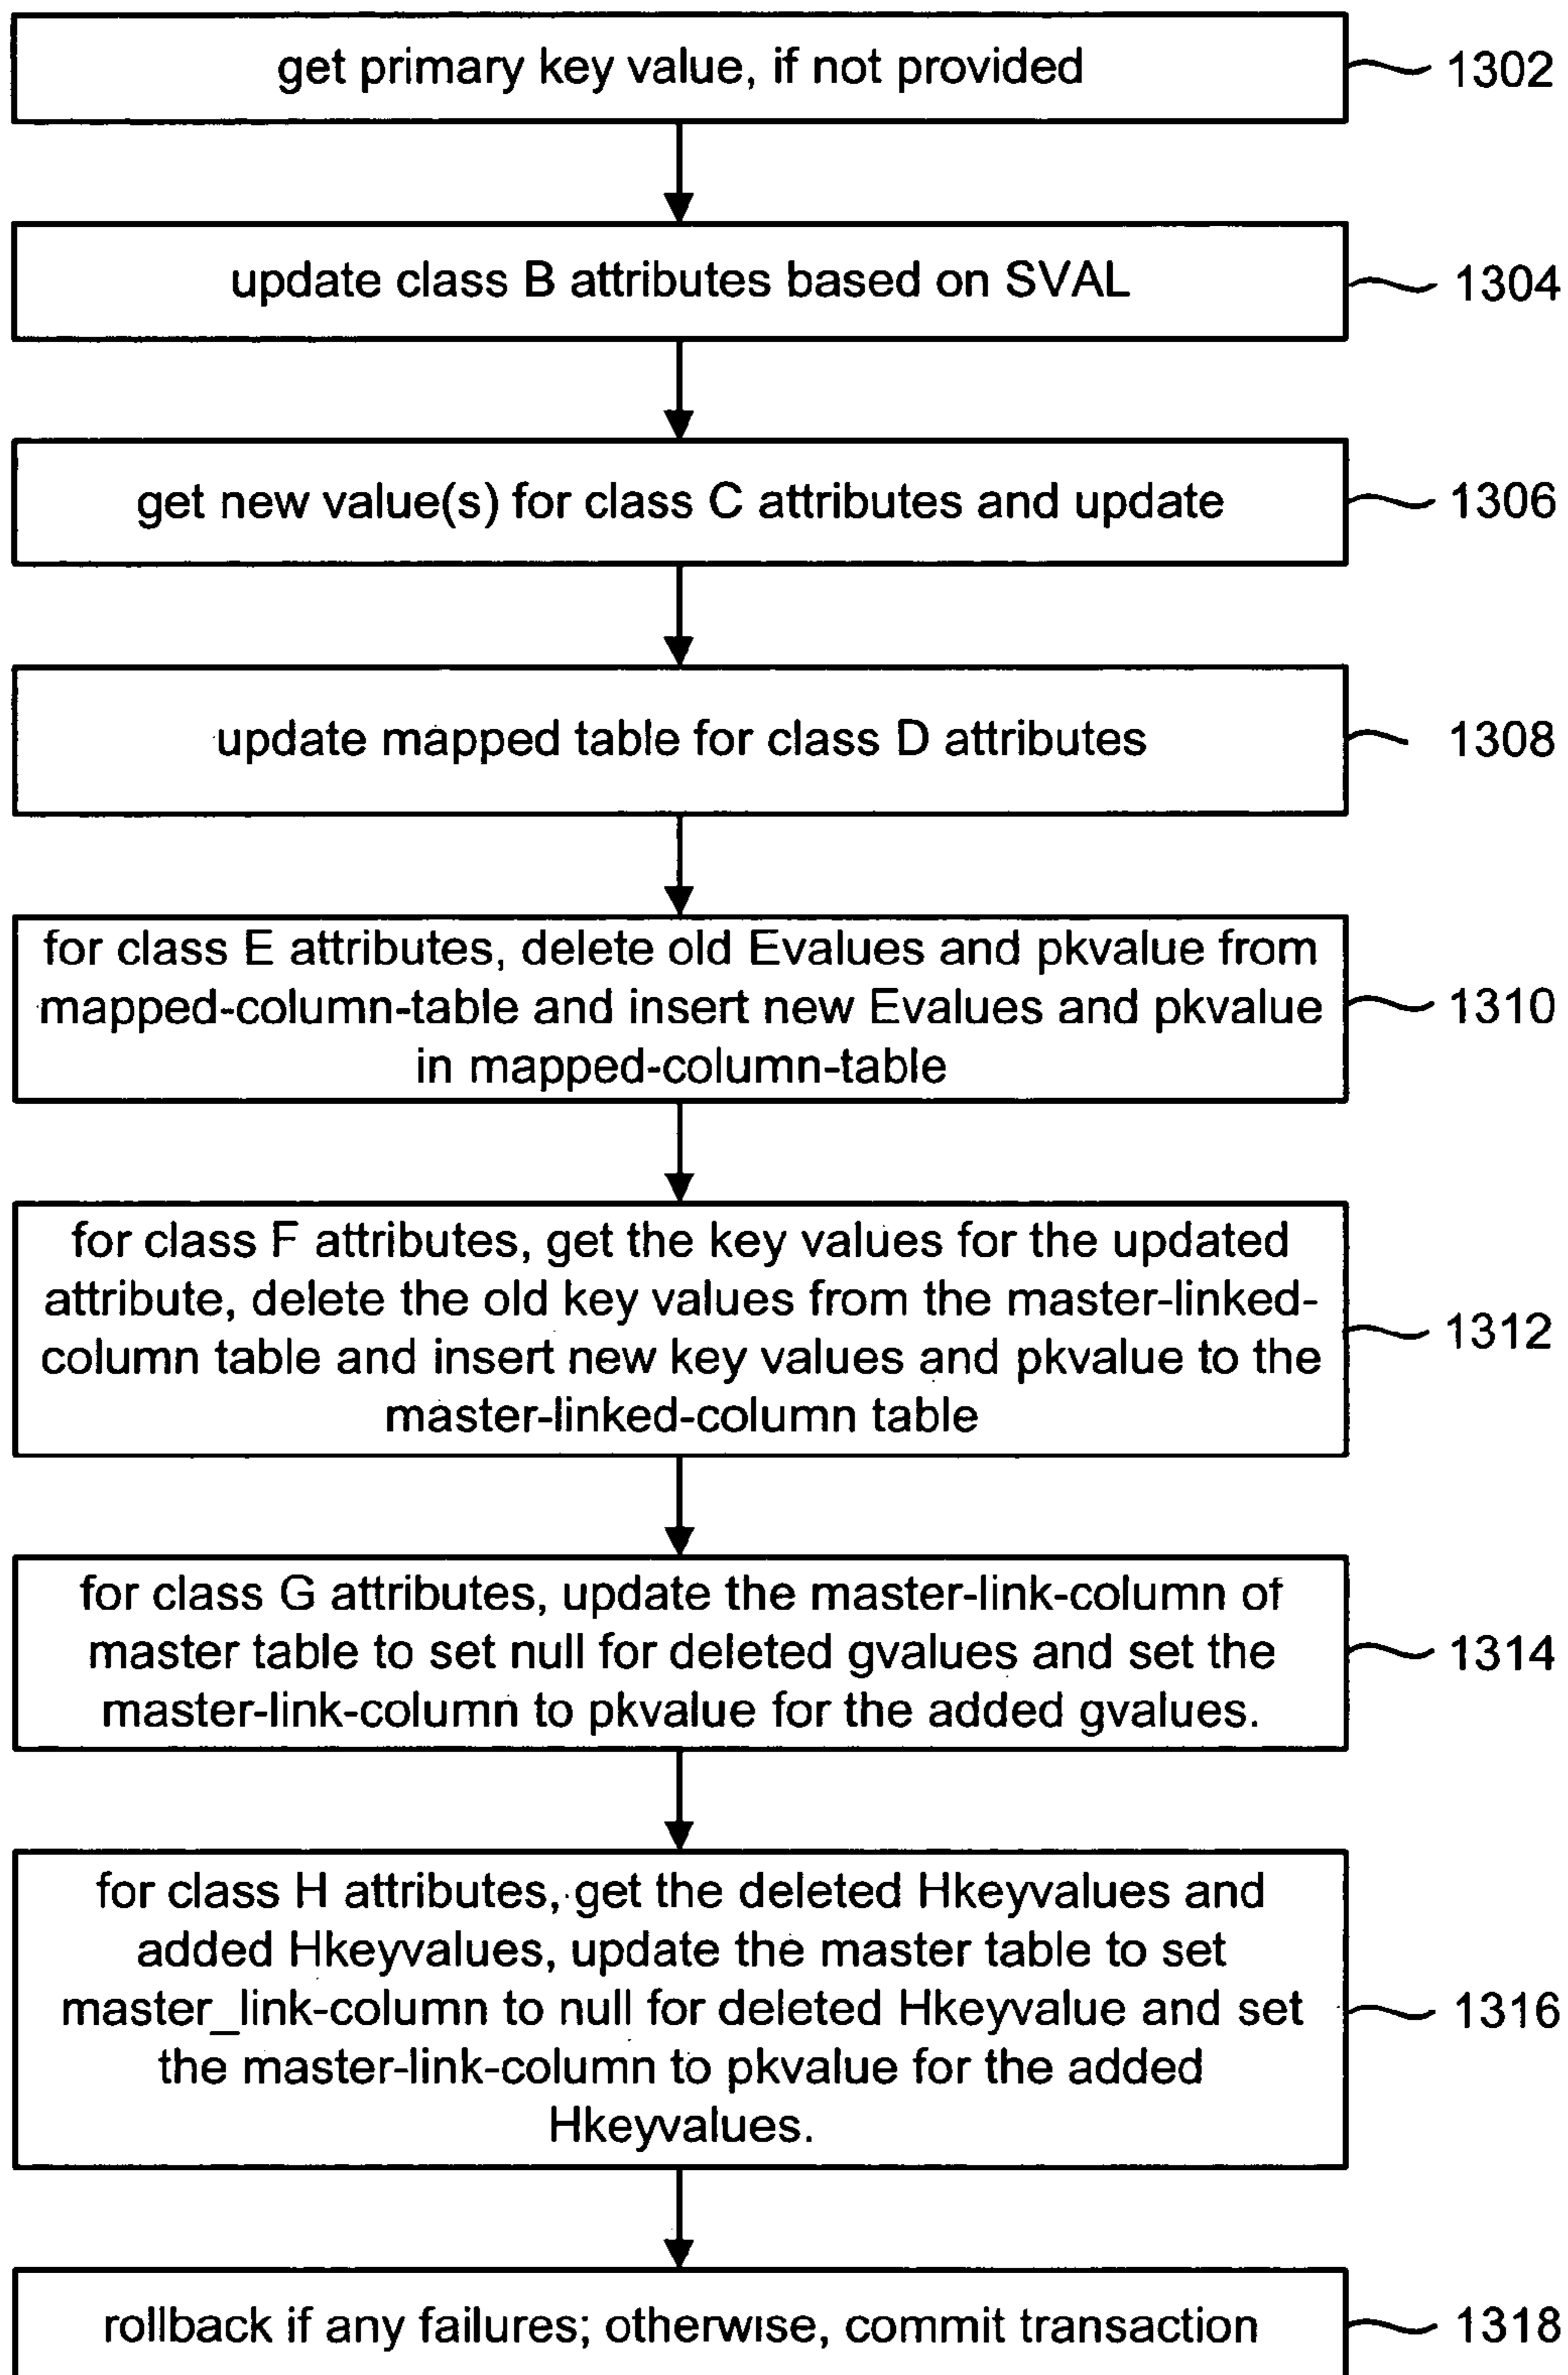 get primary key value, if not provided
1302
update class B attributes based on SVAL
1304
get new value(s) for class C attributes and update
1306
update mapped table for class D attributes
1308
for class E attributes, delete old Evalues and pkvalue from
mapped-column-table and insert new Evalues and pkvalue
in mapped-column-table
1310
for class F attributes, get the key values for the updated
attribute, delete the old key values from the master-linked-
column table and insert new key values and pkvalue to the
master-linked-column table
1312
for class G attributes, update the master-link-column of
master table to set null for deleted gvalues and set the
master-link-column to pkvalue for the added gvalues.
1314
for class H attributes, get the deleted Hkeyvalues and
added Hkeyvalues, update the master table to set
master_link-column to null for deleted Hkeyvalue and set
the master-link-column to pkvalue for the added
Hkeyvalues.
1316
rollback if any failures; otherwise, commit transaction
1318